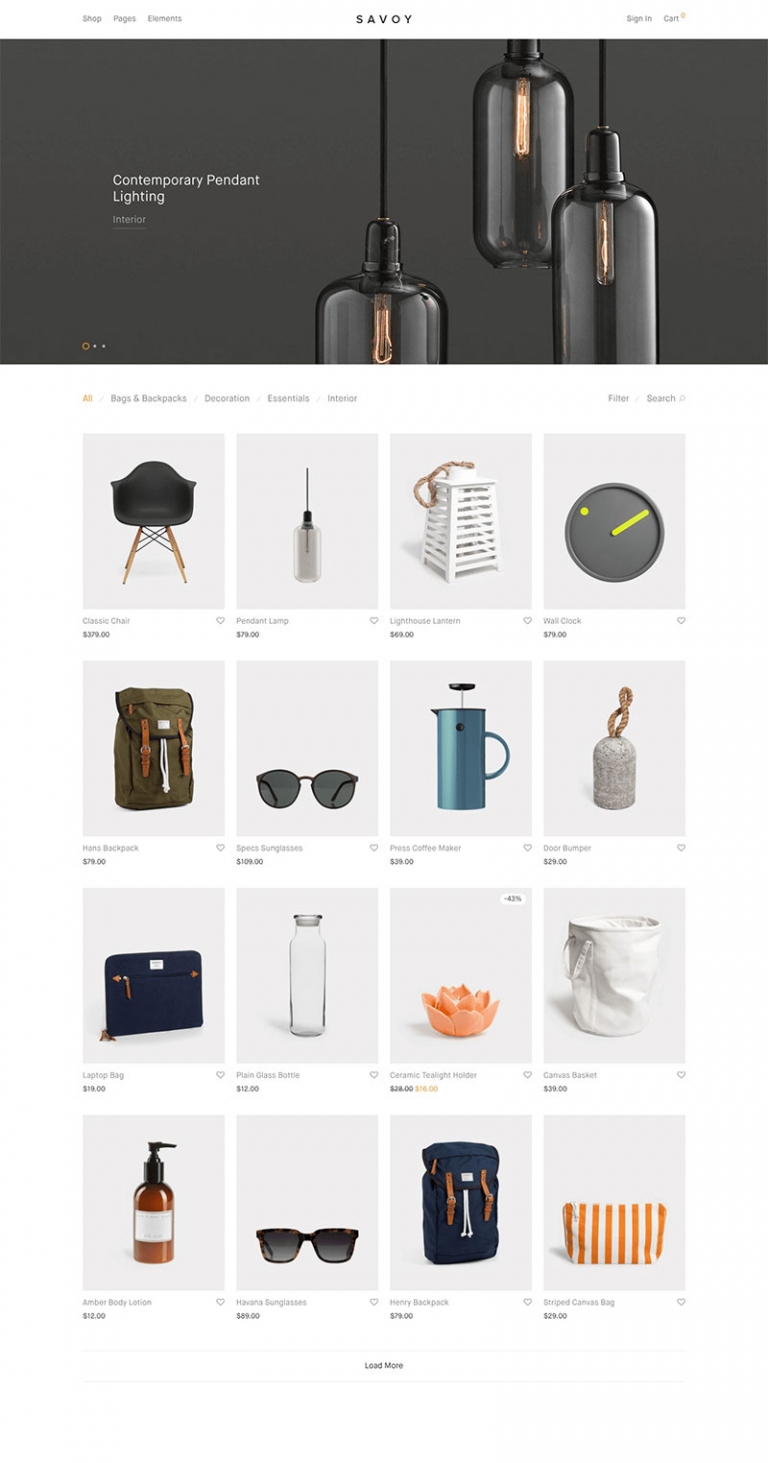 Shop Pages Elements SAVOY Sign In Cart 0
Contemporary Pendant
Lighting
Interior
All / Bags & Backpacks / Decoration / Essentials / Interior Filter / Search
Classic Chair Pendant Lamp Lighthouse Lantern Wall Clock
$379.00 $79.00 $69.00 $79.00
Hans Backpack Specs Sunglasses Press Coffee Maker Door Bumper
$79.00 $109.00 $39.00 $29.00
-43%
Laptop Bag Plain Glass Bottle Ceramic Tealight Holder Canvas Basket
$19.00 $12.00 $28.00 $16.00 $39.00
Amber Body Lotion Havana Sunglasses Henry Backpack Striped Canvas Bag
$12.00 $89.00 $79.00 $29.00
Load More